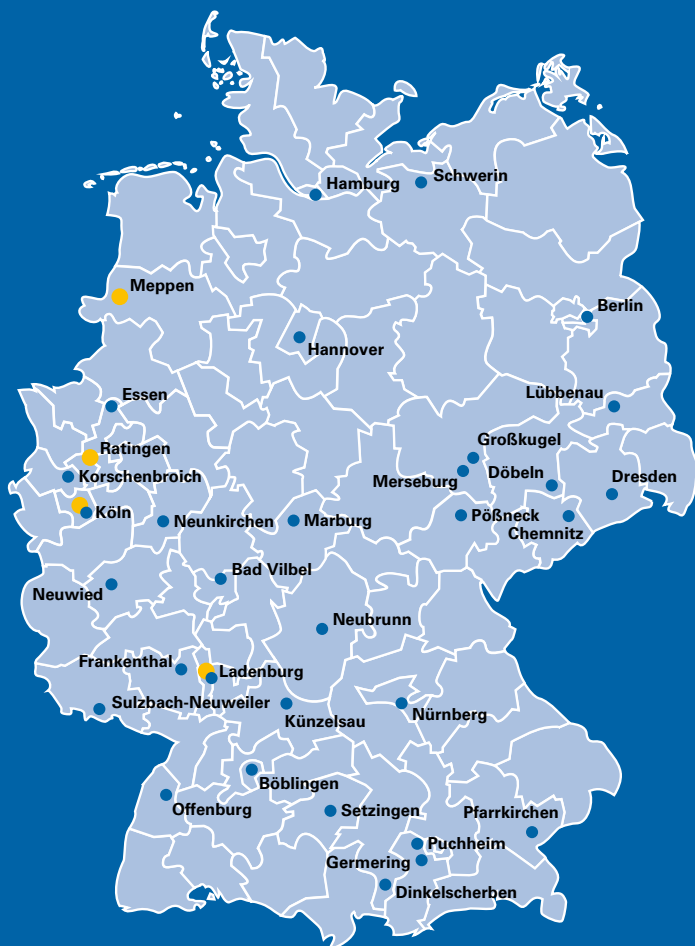 Schwerin
Hamburg
Meppen
Berlin
Hannover
Essen
Lübbenau
Großkugel
Ratingen
Korschenbroich
Merseburg
Döbeln
Dresden
Köln
Neunkirchen
Marburg
Pößneck
Chemnitz
Bad Vilbel
Neuwied
Neubrunn
Frankenthal
Ladenburg
Sulzbach-Neuweiler
Künzelsau
Nürnberg
Böblingen
Offenburg
Setzingen
Pfarrkirchen
Puchheim
Germering
Dinkelscherben